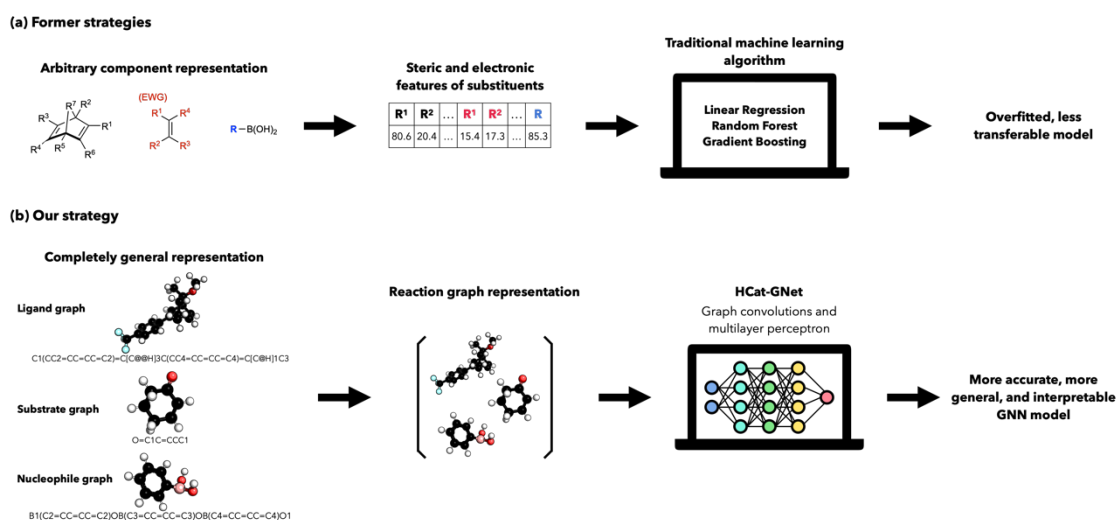 (a) Former strategies
Arbitrary component representation
R³ R⁷ R² R¹ R⁴ R⁵ R⁶
(EWG)
R¹ R⁴
R² R³
R—B(OH)₂
Steric and electronic
features of substituents
R¹ R² ... R¹ R² ... R
80.6 20.4 ... 15.4 17.3 ... 85.3
Traditional machine learning
algorithm
Linear Regression
Random Forest
Gradient Boosting
Overfitted, less
transferable model
(b) Our strategy
Completely general representation
Ligand graph
C1(CC2=CC=CC=C2)=C[C@@H]3C(CC4=CC=CC=C4)=C[C@H]1C3
Substrate graph
O=C1C=CCC1
Nucleophile graph
B1(C2=CC=CC=C2)OB(C3=CC=CC=C3)OB(C4=CC=CC=C4)O1
Reaction graph representation
HCat-GNet
Graph convolutions and
multilayer perceptron
More accurate, more
general, and interpretable
GNN model